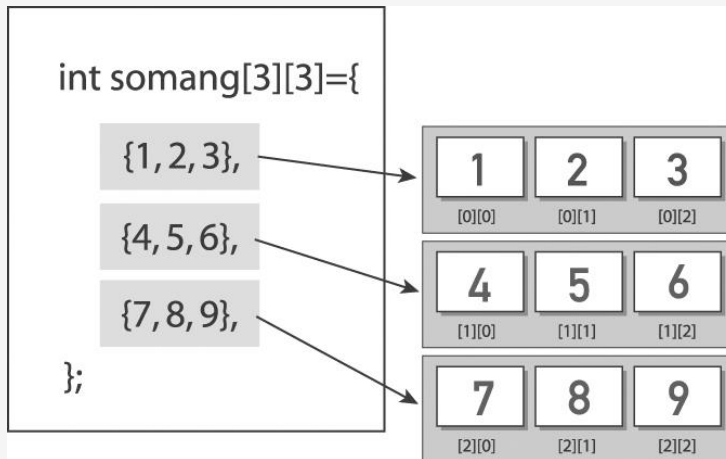 int somang[3][3]={
{1, 2, 3},
{4, 5, 6},
{7, 8, 9},
};
1 2 3
[0][0] [0][1] [0][2]
4 5 6
[1][0] [1][1] [1][2]
7 8 9
[2][0] [2][1] [2][2]